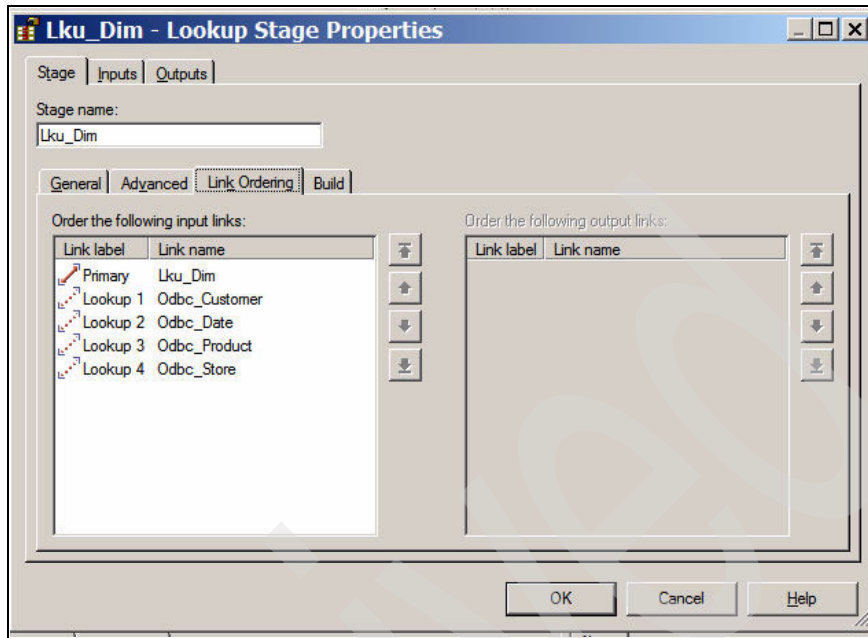 Lku_Dim - Lookup Stage Properties
Stage Inputs Outputs
Stage name:
Lku_Dim
General Advanced Link Ordering Build
Order the following input links:
Link label Link name
Primary Lku_Dim
Lookup 1 Odbc_Customer
Lookup 2 Odbc_Date
Lookup 3 Odbc_Product
Lookup 4 Odbc_Store
Order the following output links:
Link label Link name
OK Cancel Help